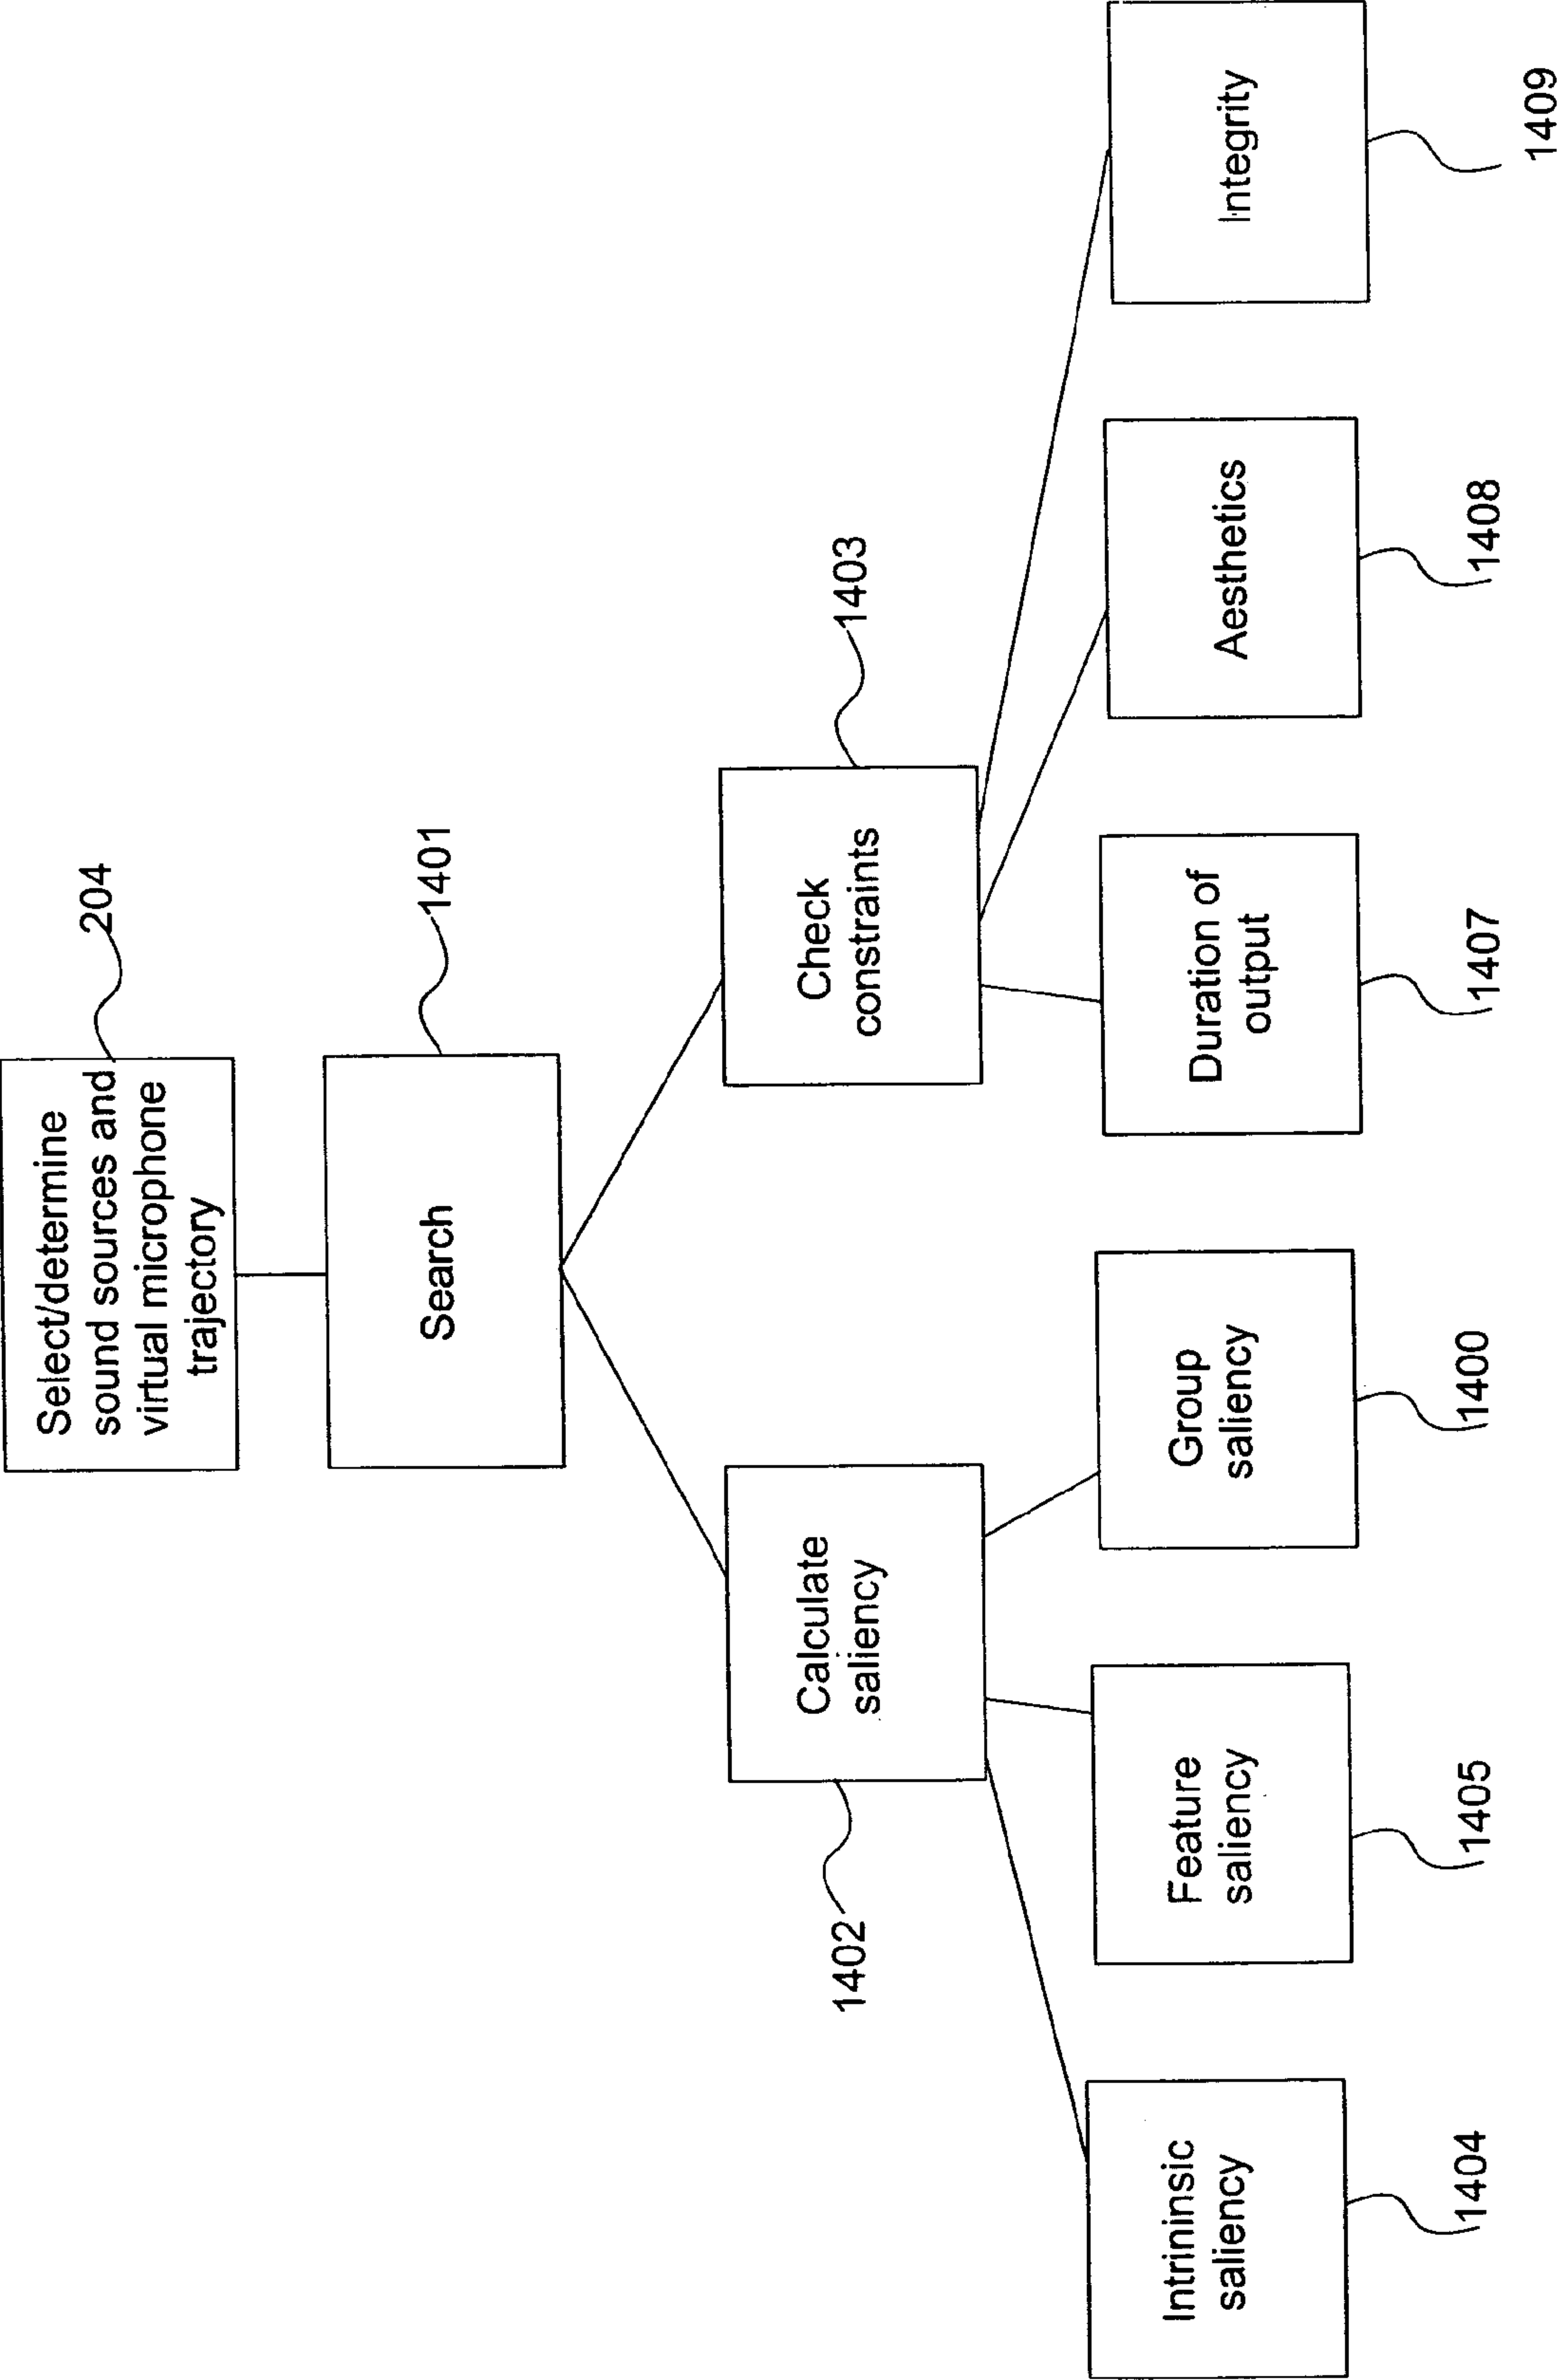 Select/determine
sound sources and
virtual microphone
trajectory
204
Search
1401
Calculate
saliency
1402
Check
constraints
1403
Intrininsic
saliency
1404
Feature
saliency
1405
Group
saliency
1400
Duration of
output
1407
Aesthetics
1408
Integrity
1409